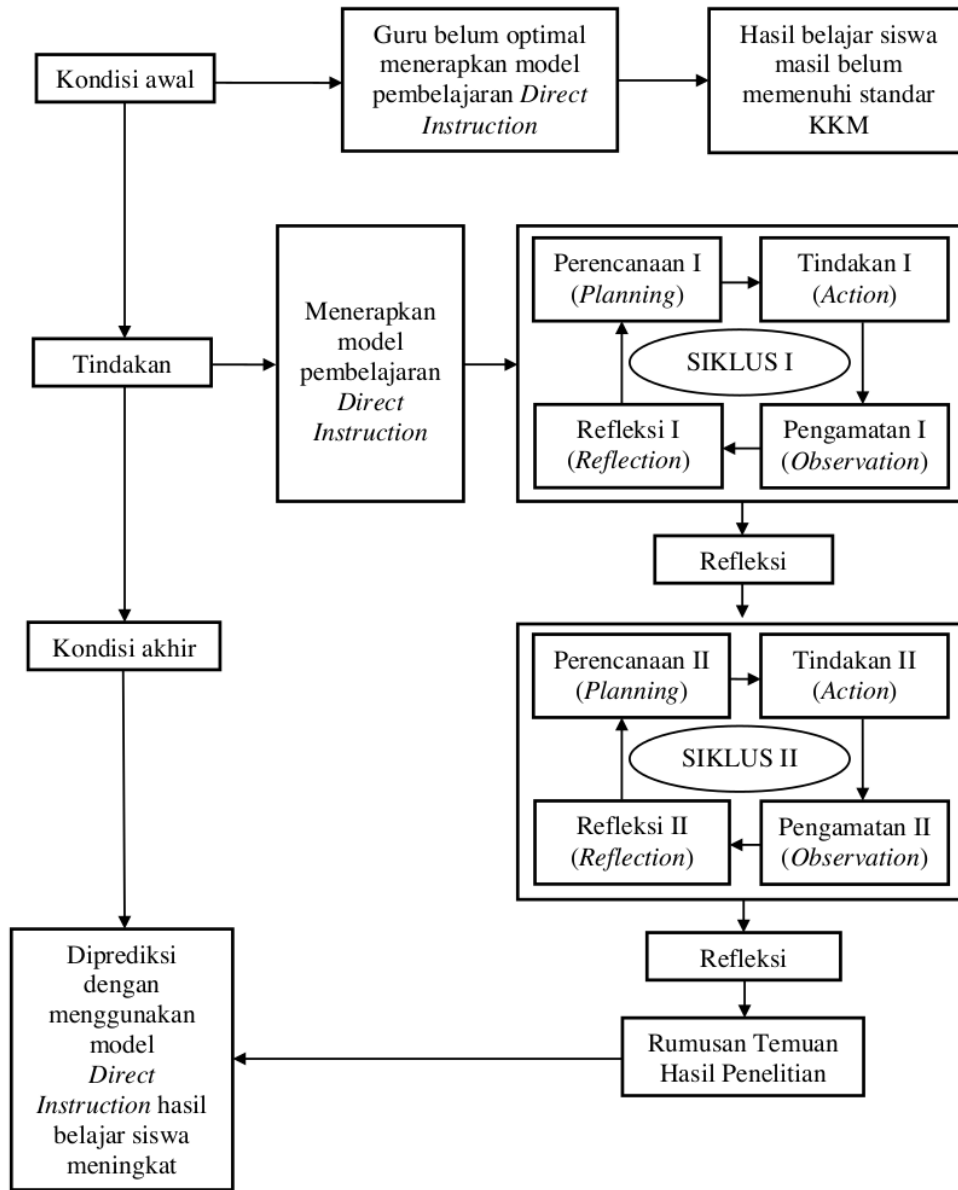 Kondisi awal
Guru belum optimal
menerapkan model
pembelajaran Direct
Instruction
Hasil belajar siswa
masil belum
memenuhi standar
KKM
Tindakan
Menerapkan
model
pembelajaran
Direct
Instruction
Perencanaan I
(Planning)
Tindakan I
(Action)
SIKLUS I
Refleksi I
(Reflection)
Pengamatan I
(Observation)
Refleksi
Kondisi akhir
Perencanaan II
(Planning)
Tindakan II
(Action)
SIKLUS II
Refleksi II
(Reflection)
Pengamatan II
(Observation)
Refleksi
Rumusan Temuan
Hasil Penelitian
Diprediksi
dengan
menggunakan
model
Direct
Instruction hasil
belajar siswa
meningkat